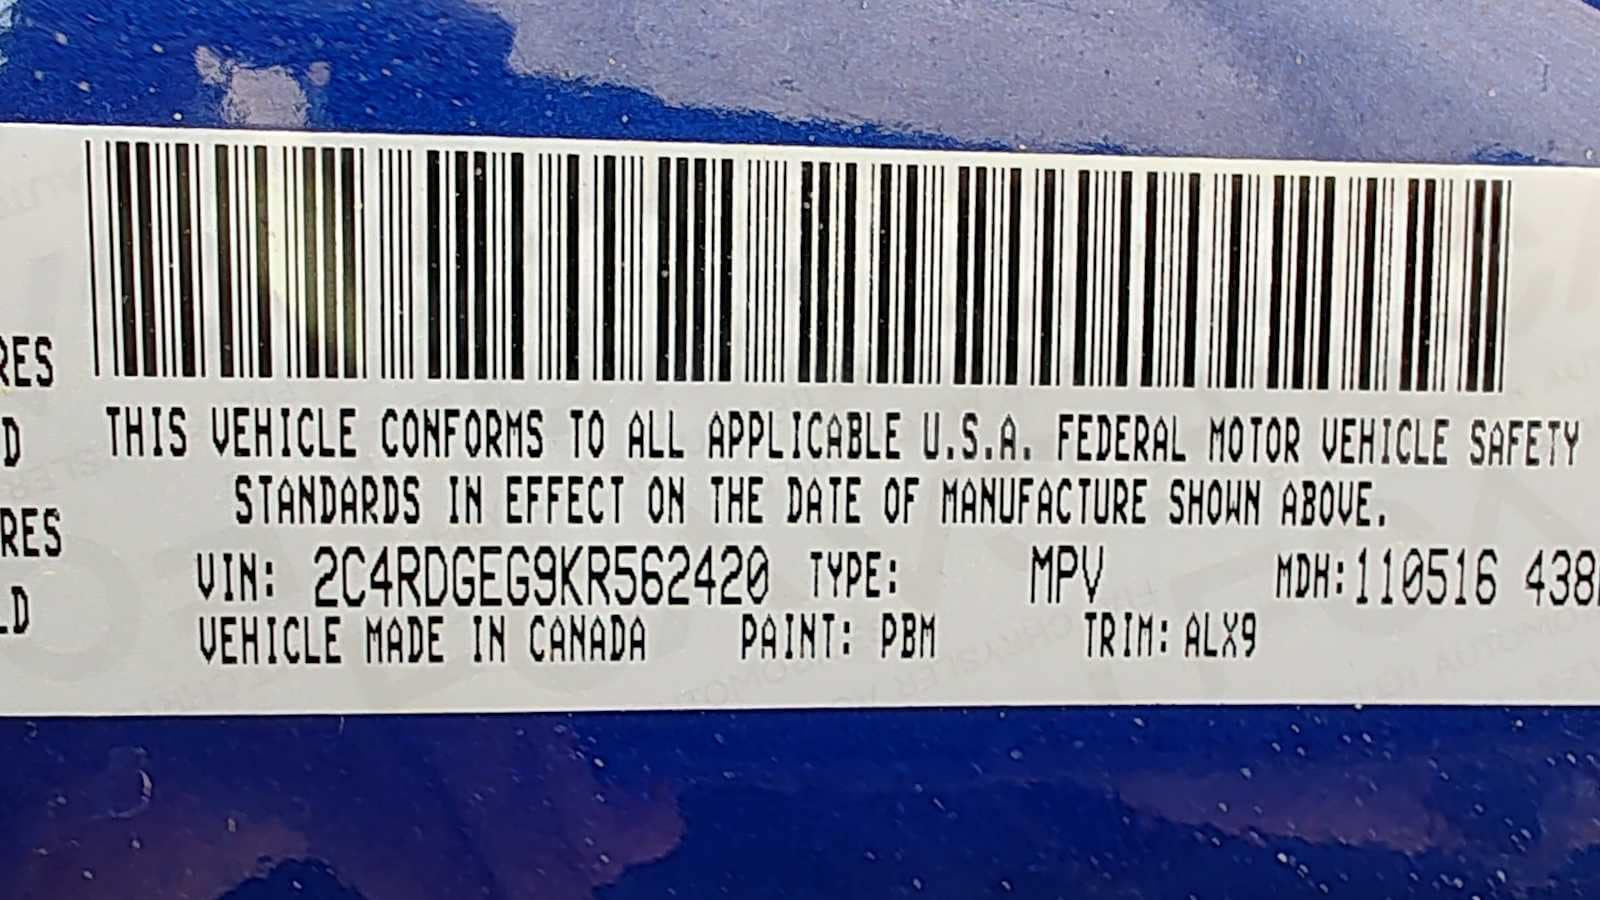 RES
D
RES
LD
THIS VEHICLE CONFORMS TO ALL APPLICABLE U.S.A. FEDERAL MOTOR VEHICLE SAFETY
STANDARDS IN EFFECT ON THE DATE OF MANUFACTURE SHOWN ABOVE.
VIN: 2C4RDGEG9KR562420 TYPE: MPV MDH:110516 438
VEHICLE MADE IN CANADA PAINT: PBM TRIM: ALX9